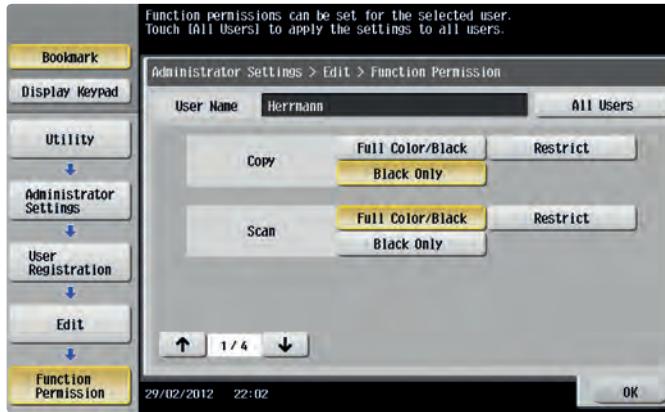 Function permissions can be set for the selected user.
Touch [All Users] to apply the settings to all users.
Bookmark
Display Keypad
Utility
Administrator
Settings
User
Registration
Edit
Function
Permission
Administrator Settings > Edit > Function Permission
User Name Herrmann All Users
Copy
Full Color/Black Restrict
Black Only
Scan
Full Color/Black Restrict
Black Only
↑ 1/4 ↓
29/02/2012 22:02 OK